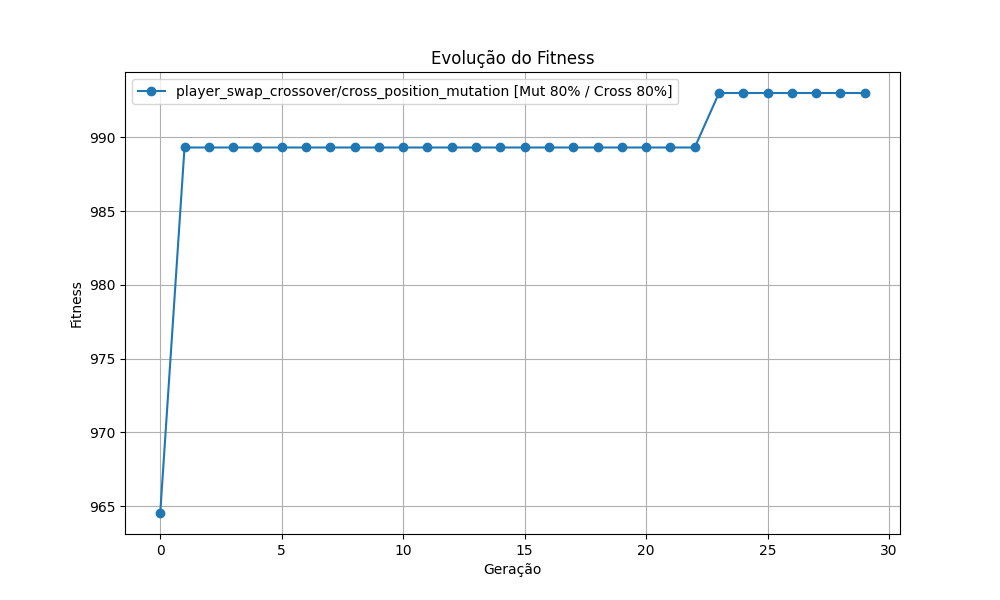 Evolução do Fitness
player_swap_crossover/cross_position_mutation [Mut 80% / Cross 80%]
Fitness
990
985
980
975
970
965
0 5 10 15 20 25 30
Geração